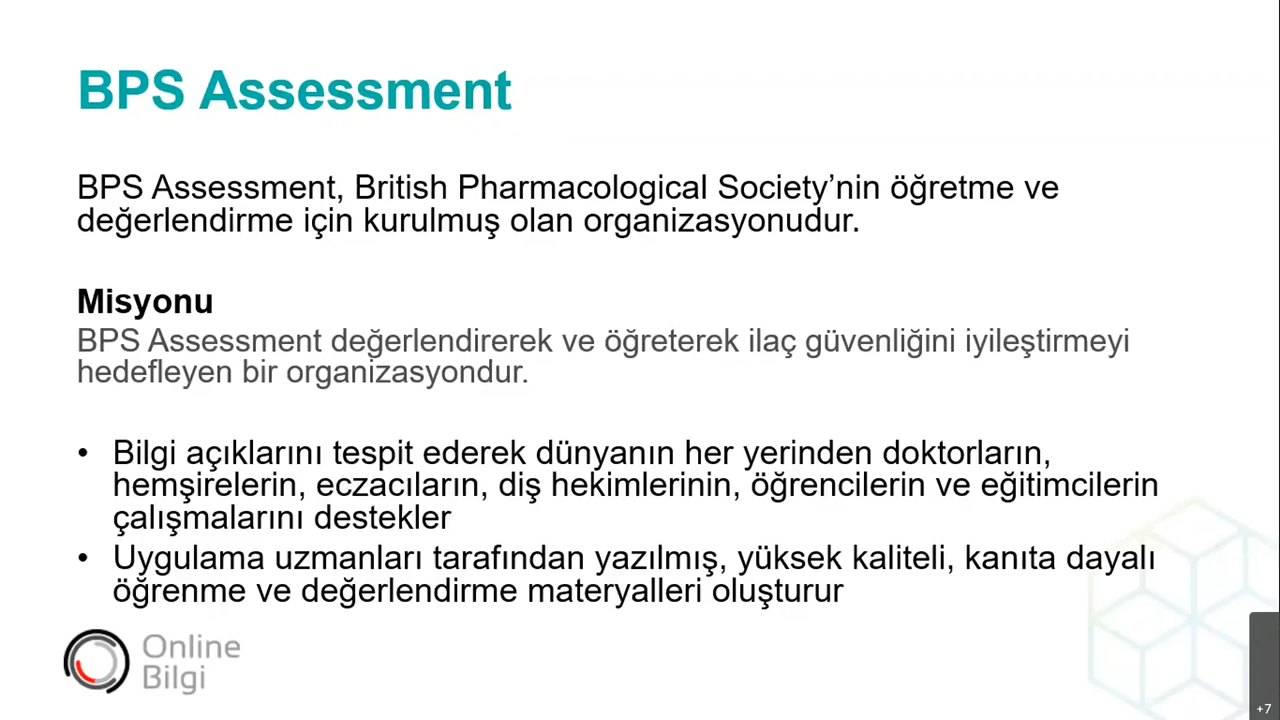 BPS Assessment
BPS Assessment, British Pharmacological Society’nin öğretme ve
değerlendirme için kurulmuş olan organizasyonudur.
Misyonu
BPS Assessment değerlendirerek ve öğreterek ilaç güvenliğini iyileştirmeyi
hedefleyen bir organizasyondur.
• Bilgi açıklarını tespit ederek dünyanın her yerinden doktorların,
hemşirelerin, eczacıların, diş hekimlerinin, öğrencilerin ve eğitimcilerin
çalışmalarını destekler
• Uygulama uzmanları tarafından yazılmış, yüksek kaliteli, kanıta dayalı
öğrenme ve değerlendirme materyalleri oluşturur
Online
Bilgi
+7